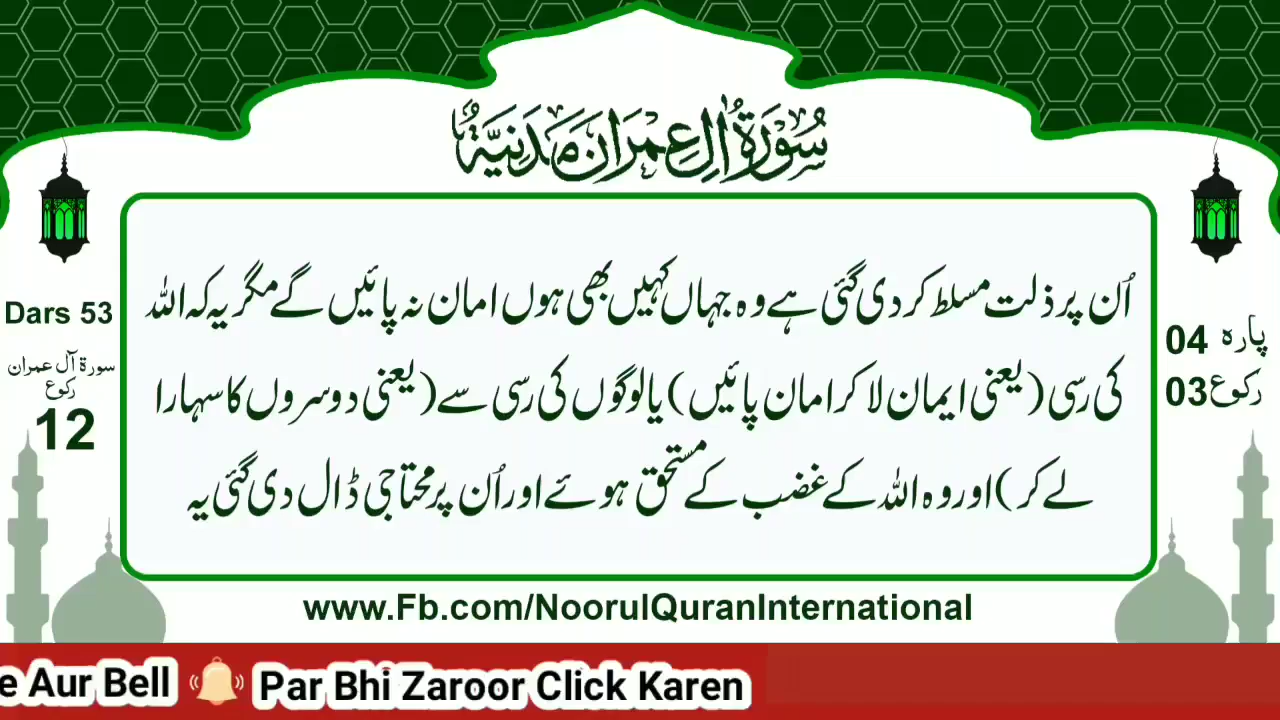 سُوْرَۃُ اٰلِ عِمْرَانَ مَدَنِیَّۃٌ
اُن پر ذلت مسلط کر دی گئی ہے وہ جہاں کہیں بھی ہوں امان نہ پائیں گے مگر یہ کہ اللہ
کی رسی (یعنی ایمان لا کر امان پائیں) یا لوگوں کی رسی سے (یعنی دوسروں کا سہارا
لے کر) اور وہ اللہ کے غضب کے مستحق ہوئے اور اُن پر محتاجی ڈال دی گئی یہ
Dars 53
سورۃ آل عمران
رکوع
12
پارہ 04
رکوع 03
www.Fb.com/NoorulQuranInternational
e Aur Bell Par Bhi Zaroor Click Karen